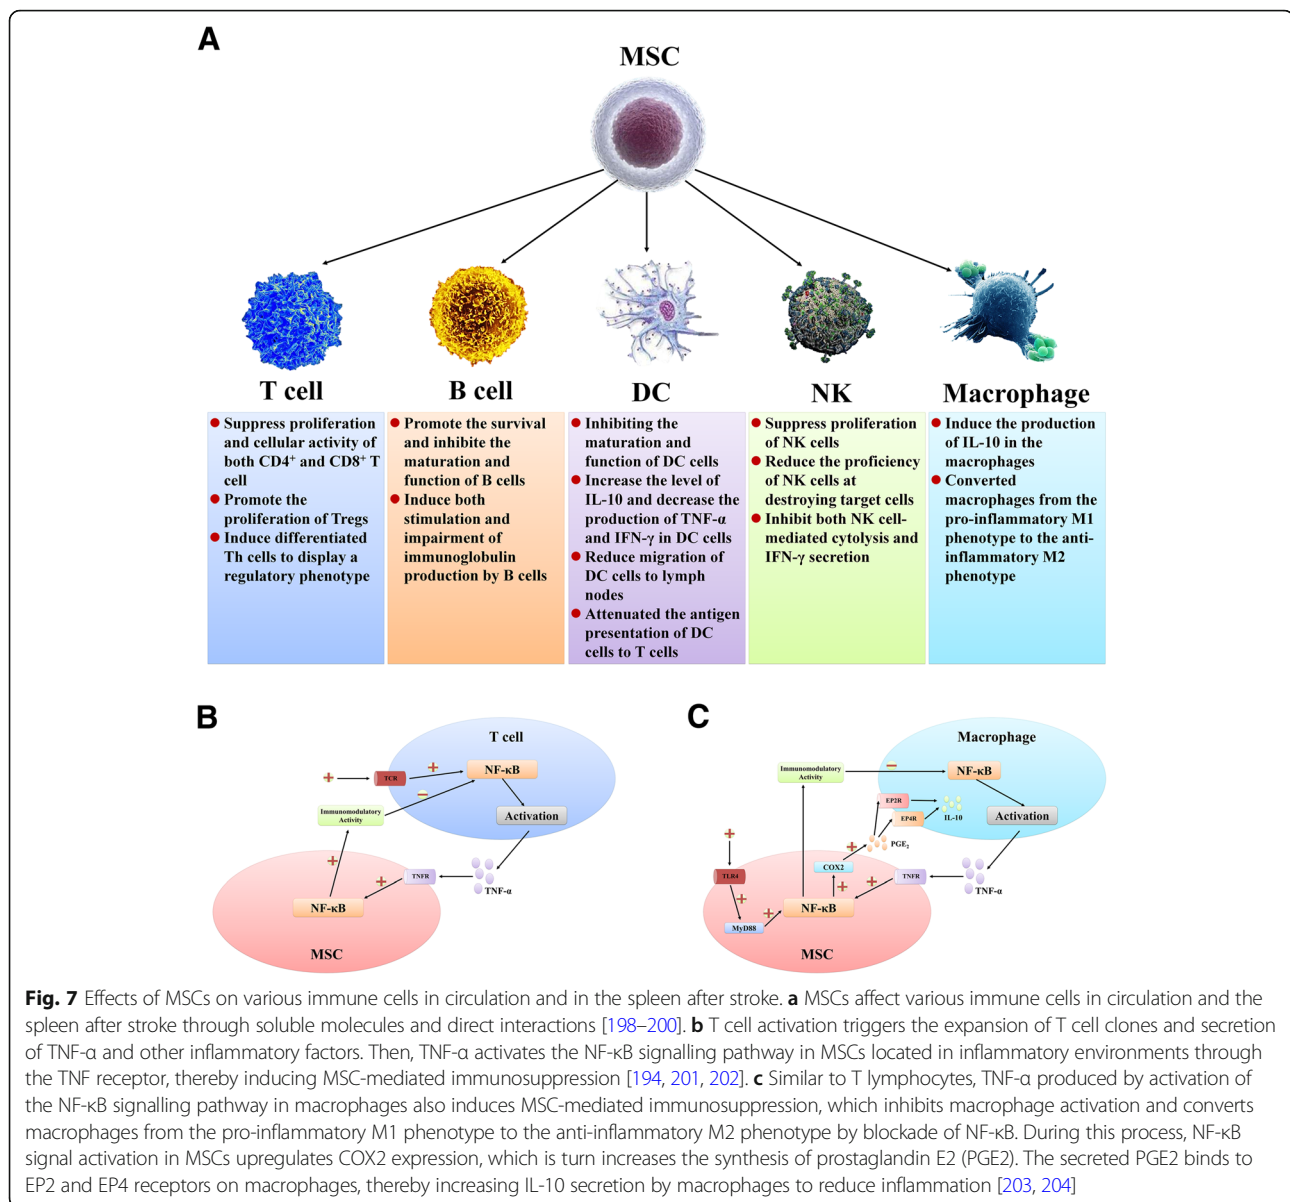 A
MSC
T cell
B cell
DC
NK
Macrophage
● Suppress proliferation
and cellular activity of
both CD4⁺ and CD8⁺ T
cell
● Promote the
proliferation of Tregs
● Induce differentiated
Th cells to display a
regulatory phenotype
● Promote the survival
and inhibite the
maturation and
function of B cells
● Induce both
stimulation and
impairment of
immunoglobulin
production by B cells
● Inhibiting the
maturation and
function of DC cells
● Increase the level of
IL-10 and decrease the
production of TNF-α
and IFN-γ in DC cells
● Reduce migration of
DC cells to lymph
nodes
● Attenuated the antigen
presentation of DC
cells to T cells
● Suppress proliferation
of NK cells
● Reduce the proficiency
of NK cells at
destroying target cells
● Inhibit both NK cell-
mediated cytolysis and
IFN-γ secretion
● Induce the production
of IL-10 in the
macrophages
● Converted
macrophages from the
pro-inflammatory M1
phenotype to the anti-
inflammatory M2
phenotype
B
T cell
+
TCR
+
NF-κB
−
Immunomodulatory
Activity
Activation
+
+
TNFR
TNF-α
NF-κB
MSC
C
Macrophage
Immunomodulatory
Activity
−
NF-κB
EP2R
EP4R
IL-10
Activation
+
+
PGE₂
COX2
TLR4
+
+
+
TNFR
TNF-α
+
NF-κB
MyD88
MSC
Fig. 7 Effects of MSCs on various immune cells in circulation and in the spleen after stroke. a MSCs affect various immune cells in circulation and the
spleen after stroke through soluble molecules and direct interactions [198–200]. b T cell activation triggers the expansion of T cell clones and secretion
of TNF-α and other inflammatory factors. Then, TNF-α activates the NF-κB signalling pathway in MSCs located in inflammatory environments through
the TNF receptor, thereby inducing MSC-mediated immunosuppression [194, 201, 202]. c Similar to T lymphocytes, TNF-α produced by activation of
the NF-κB signalling pathway in macrophages also induces MSC-mediated immunosuppression, which inhibits macrophage activation and converts
macrophages from the pro-inflammatory M1 phenotype to the anti-inflammatory M2 phenotype by blockade of NF-κB. During this process, NF-κB
signal activation in MSCs upregulates COX2 expression, which is turn increases the synthesis of prostaglandin E2 (PGE2). The secreted PGE2 binds to
EP2 and EP4 receptors on macrophages, thereby increasing IL-10 secretion by macrophages to reduce inflammation [203, 204]